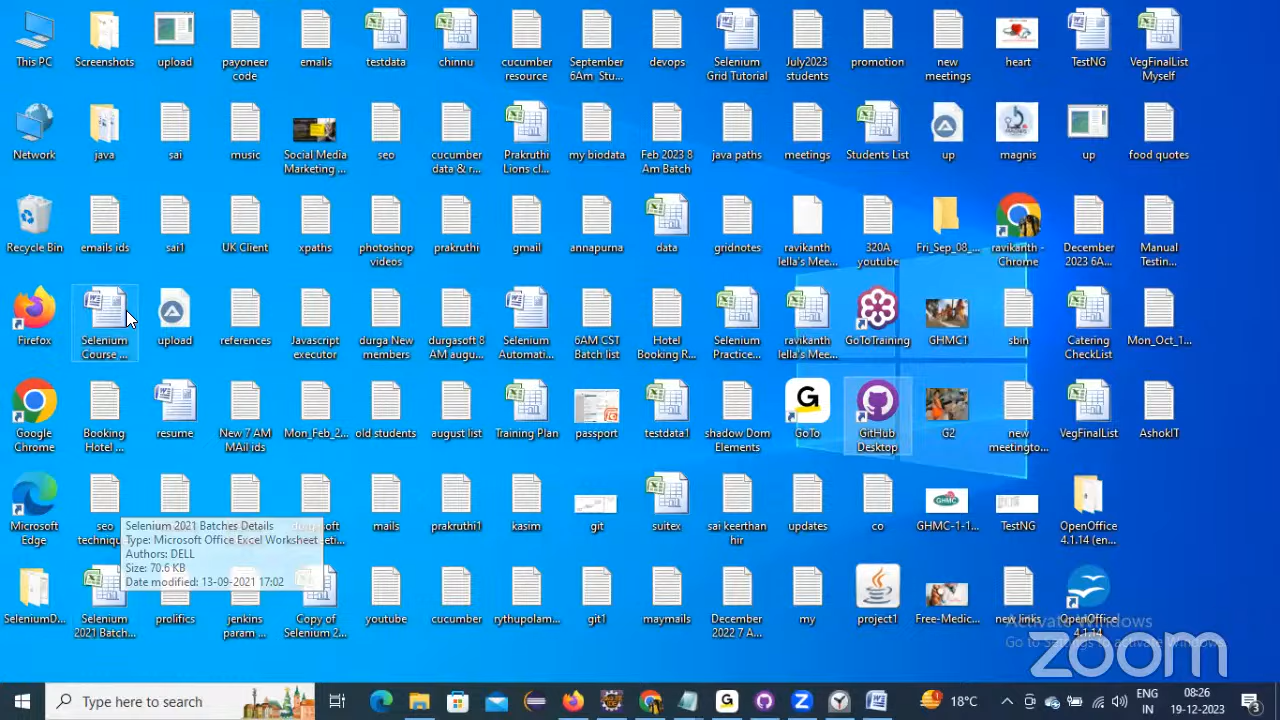 This PC
Screenshots
upload
payoneer code
emails
testdata
chinnu
cucumber resource
September 6Am_Stu...
devops
Selenium Grid Tutorial
July2023 students
promotion
new meetings
heart
TestNG
VegFinalList Myself
Network
java
sai
music
Social Media Marketing ...
seo
cucumber data & r...
Prakruthi Lions cl...
my biodata
Feb 2023 8 Am Batch
java paths
meetings
Students List
up
magnis
up
food quotes
Recycle Bin
emails ids
sai1
UK Client
xpaths
photoshop videos
prakruthi
gmail
annapurna
data
gridnotes
ravikanth lella's Mee...
320A youtube
Fri_Sep_08_...
ravikanth - Chrome
December 2023 6A...
Manual Testin...
Firefox
Selenium Course ...
upload
references
Javascript executor
durga New members
durgasoft 8 AM augu...
Selenium Automati...
6AM CST Batch list
Hotel Booking R...
Selenium Practice...
ravikanth lella's Mee...
GoToTraining
GHMC1
sbin
Catering CheckList
Mon_Oct_1...
Google Chrome
Booking Hotel ...
resume
New 7 AM MAil ids
Mon_Feb_2...
old students
august list
Training Plan
passport
testdata1
shadow Dom Elements
GoTo
GitHub Desktop
G2
new meetingto...
VegFinalList
AshokIT
Microsoft Edge
seo techniqu...
mails
prakruthi1
kasim
git
suitex
sai keerthan hir
updates
co
GHMC-1-1...
TestNG
OpenOffice 4.1.14 (en...
Selenium 2021 Batches Details
Type: Microsoft Office Excel Worksheet
Authors: DELL
Size: 70.6 KB
Date modified: 13-09-2021 17:02
SeleniumD...
Selenium 2021 Batch...
prolifics
jenkins param ...
Copy of Selenium 2...
youtube
cucumber
rythupolam...
git1
maymails
December 2022 7 A...
my
project1
Free-Medic...
new links
OpenOffice 4.1.14
Activate Windows
Go to Settings to activate Windows.
zoom
Type here to search
18°C
ENG
IN
08:26
19-12-2023
3